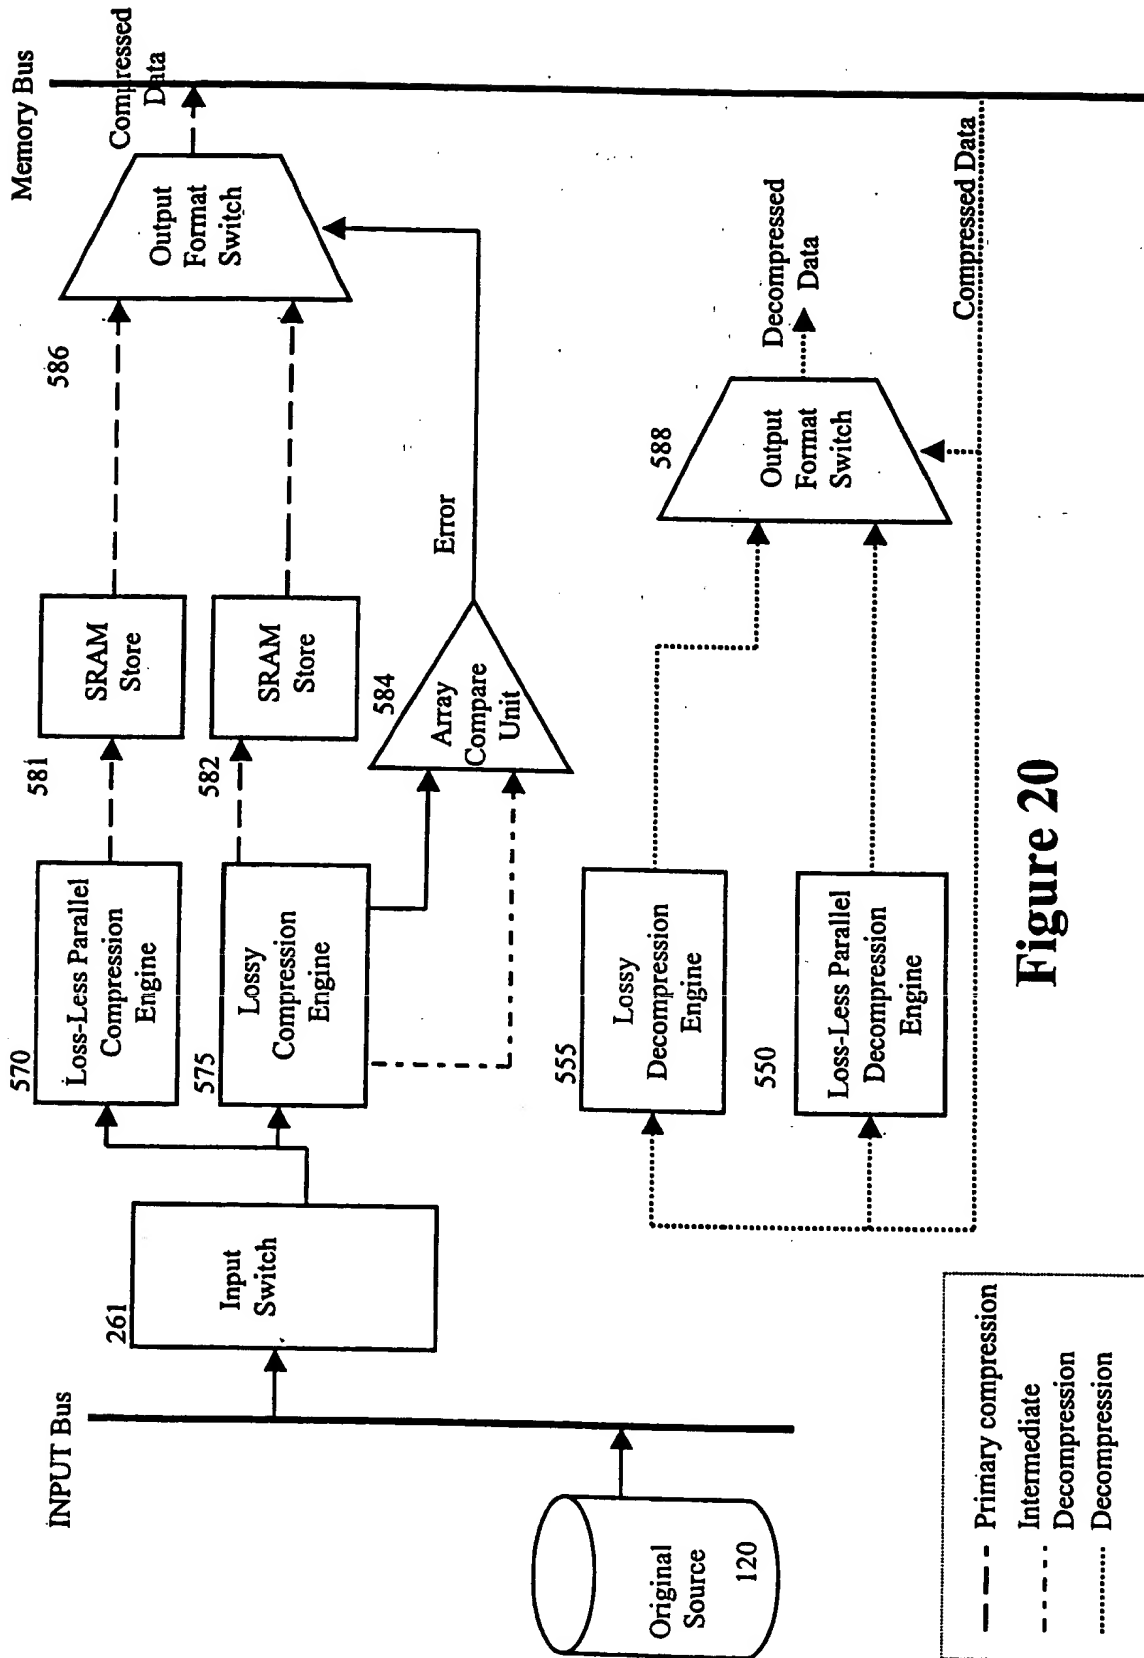 INPUT Bus
Memory Bus
Original
Source
120
261
Input
Switch
570
Loss-Less Parallel
Compression
Engine
575
Lossy
Compression
Engine
581
SRAM
Store
582
SRAM
Store
584
Array
Compare
Unit
Error
586
Output
Format
Switch
Compressed
Data
555
Lossy
Decompression
Engine
550
Loss-Less Parallel
Decompression
Engine
588
Output
Format
Switch
Decompressed
Data
Compressed Data
Primary compression
Intermediate
Decompression
Decompression
Figure 20